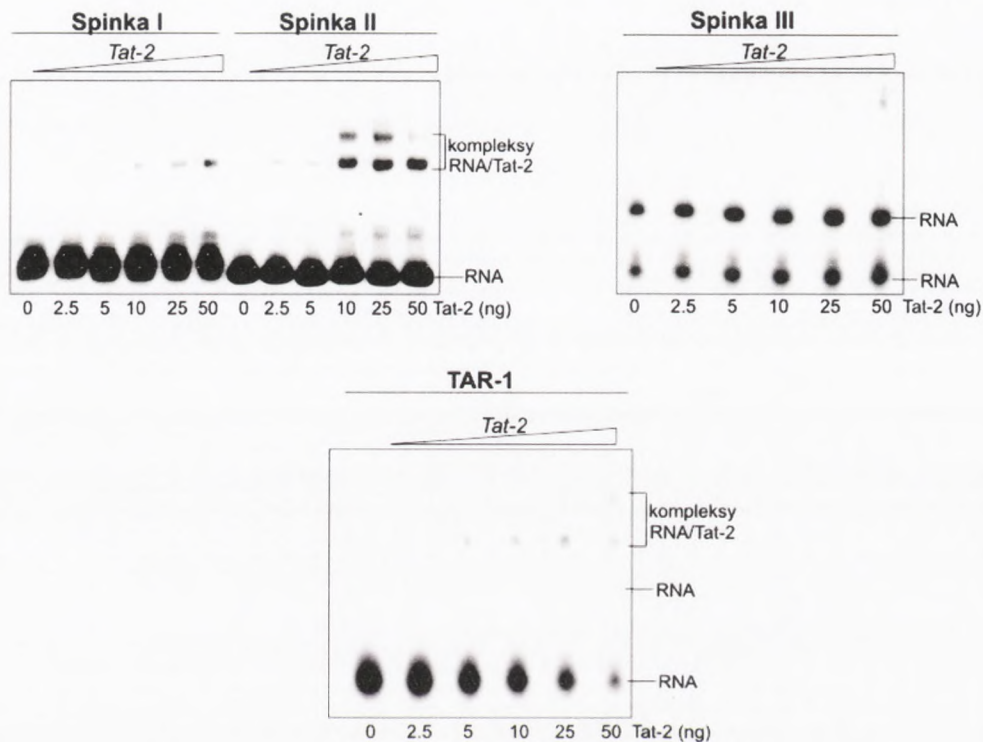 Spinka I
Spinka II
Spinka III
Tat-2
Tat-2
Tat-2
kompleksy
RNA/Tat-2
RNA
RNA
RNA
0 2.5 5 10 25 50 0 2.5 5 10 25 50 Tat-2 (ng)
0 2.5 5 10 25 50 Tat-2 (ng)
TAR-1
Tat-2
kompleksy
RNA/Tat-2
RNA
RNA
0 2.5 5 10 25 50 Tat-2 (ng)